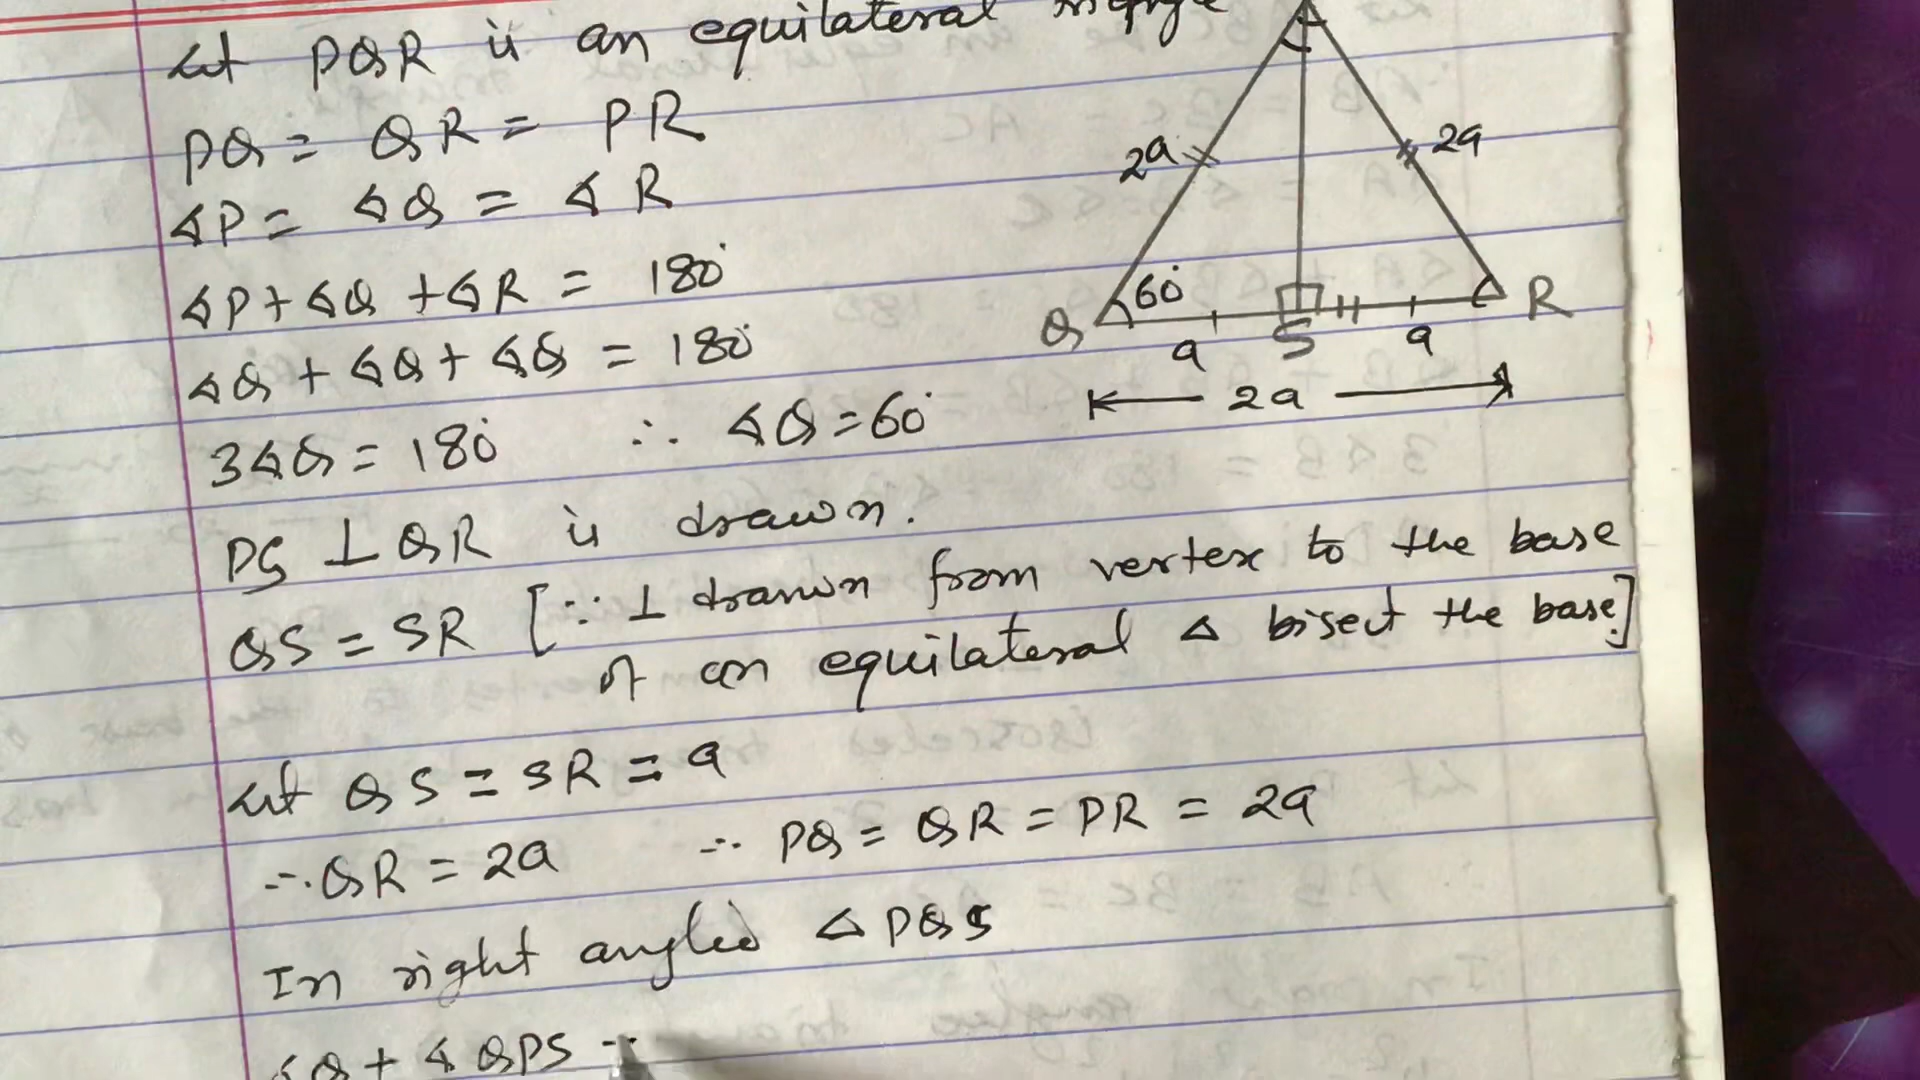 Let PQR is an equilateral triangle
PQ = QR = PR
∢P = ∢Q = ∢R
∢P + ∢Q + ∢R = 180°
∢Q + ∢Q + ∢Q = 180°
3∢Q = 180° ∴ ∢Q = 60°
PS ⊥ QR is drawn.
QS = SR [∵ ⊥ drawn from vertex to the base
of an equilateral △ bisect the base]
Let QS = SR = a
∴ QR = 2a ∴ PQ = QR = PR = 2a
In right angled △ PQS
∢Q + ∢QPS =
2a 2a
60°
Q S R
a a
2a